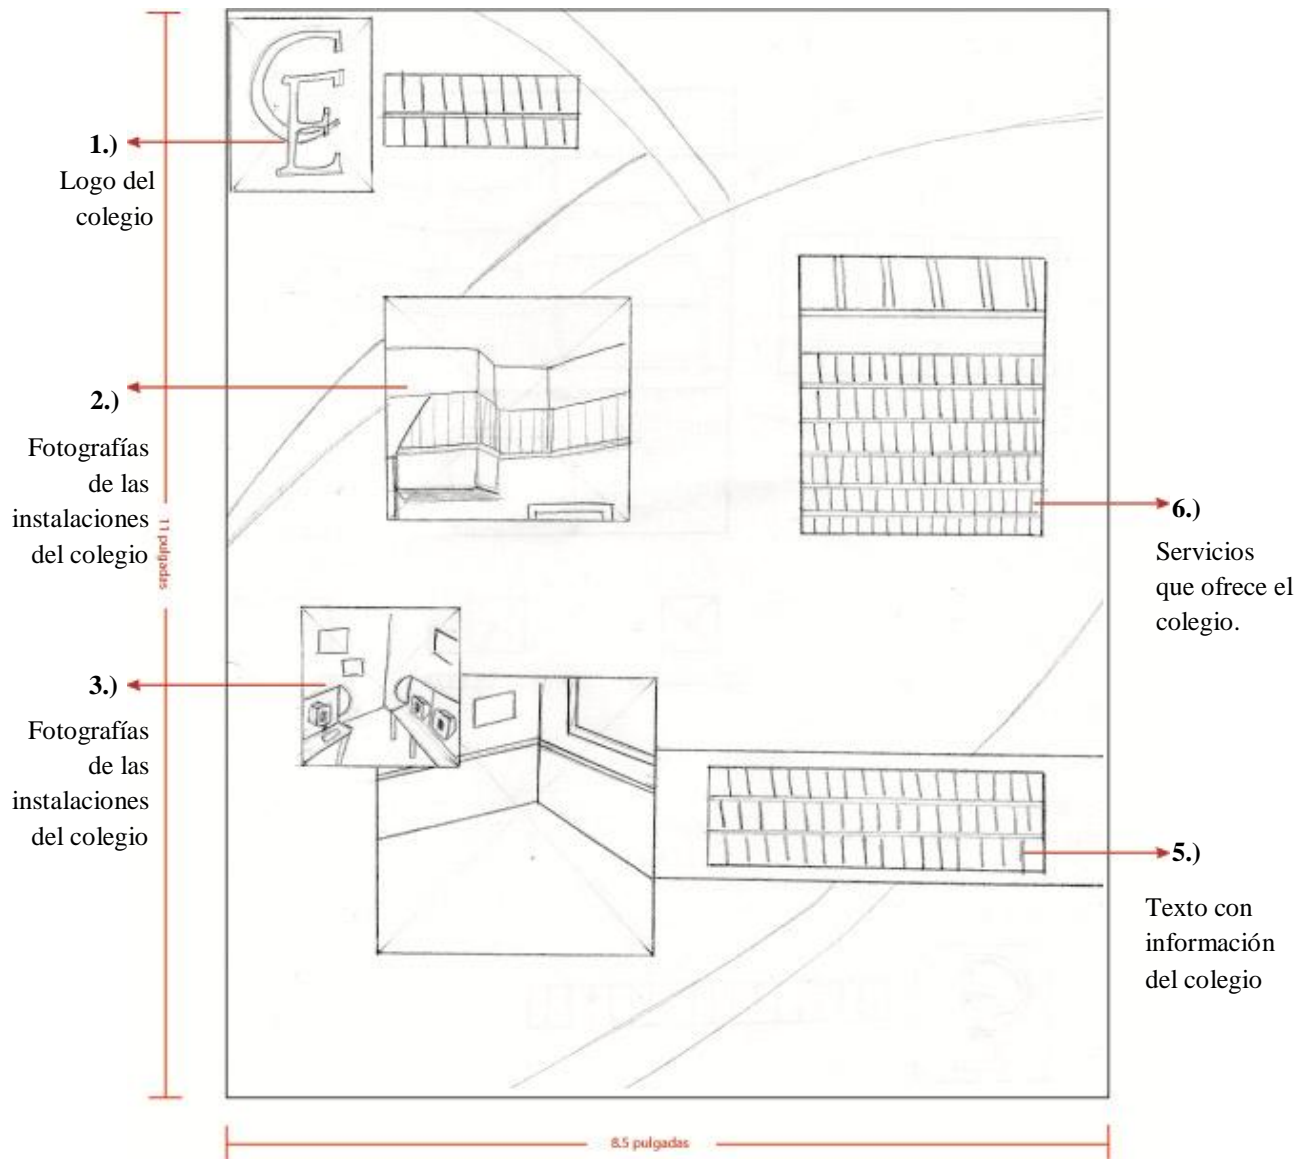 CE
1.)
Logo del
colegio
2.)
Fotografías
de las
instalaciones
del colegio
11 pulgadas
3.)
Fotografías
de las
instalaciones
del colegio
6.)
Servicios
que ofrece el
colegio.
5.)
Texto con
información
del colegio
8.5 pulgadas